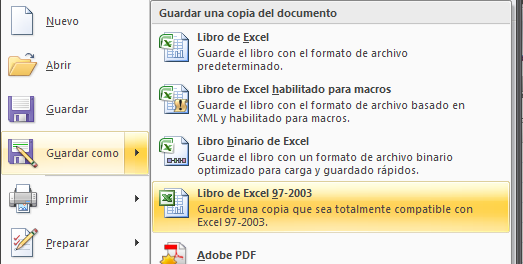 Nuevo
Abrir
Guardar
Guardar como
Imprimir
Preparar
Guardar una copia del documento
Libro de Excel
Guarde el libro con el formato de archivo
predeterminado.
Libro de Excel habilitado para macros
Guarde el libro con el formato de archivo basado en
XML y habilitado para macros.
Libro binario de Excel
Guarde el libro con un formato de archivo binario
optimizado para carga y guardado rápidos.
Libro de Excel 97-2003
Guarde una copia que sea totalmente compatible con
Excel 97-2003.
Adobe PDF